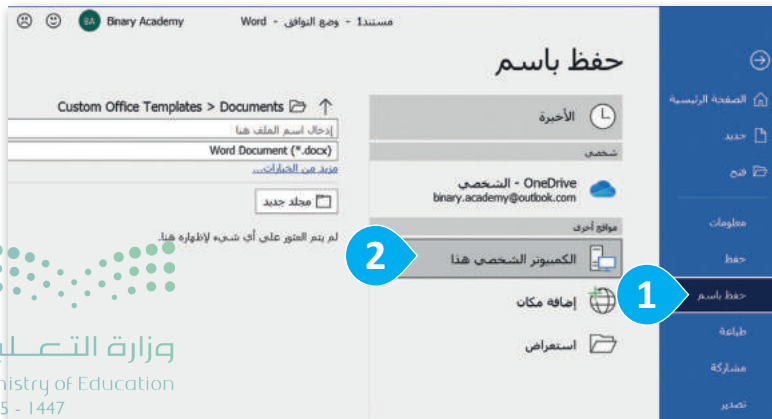 مستند1 - وضع التوافق - Word
Binary Academy
BA
حفظ باسم
الصفحة الرئيسية
جديد
فتح
معلومات
حفظ
حفظ باسم
1
طباعة
مشاركة
تصدير
الأخيرة
شخصي
OneDrive - الشخصي
binary.academy@outlook.com
مواقع أخرى
الكمبيوتر الشخصي هذا
2
إضافة مكان
استعراض
Custom Office Templates > Documents
إدخال اسم الملف هنا
Word Document (*.docx)
مزيد من الخيارات...
مجلد جديد
لم يتم العثور على أي شيء لإظهاره هنا.
وزارة التعلي
nistry of Education
5 - 1447